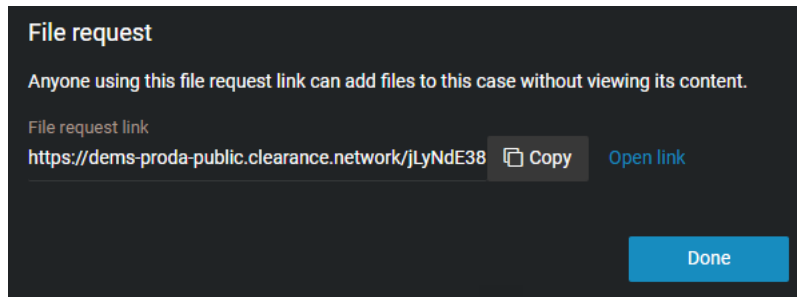 File request
Anyone using this file request link can add files to this case without viewing its content.
File request link
https://dems-proda-public.clearance.network/jLyNdE38 Copy Open link
Done